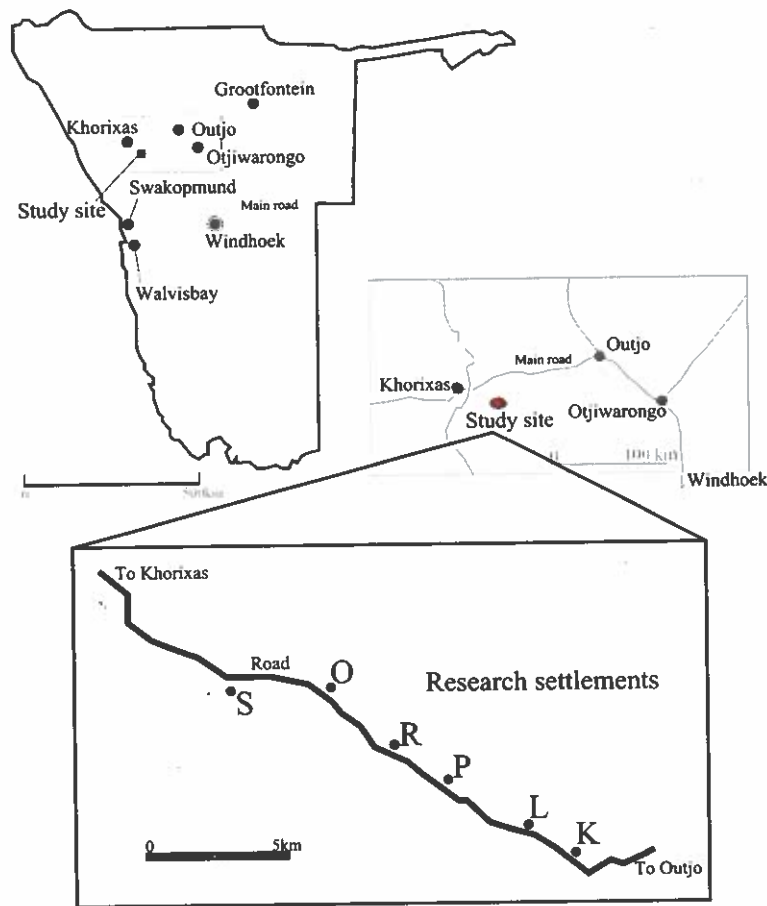 Grootfontein
Khorixas
Outjo
Otjiwarongo
Study site
Swakopmund
Main road
Windhoek
Walvisbay
Outjo
Main road
Khorixas
Study site
Otjiwarongo
100 km
Windhoek
To Khorixas
Road
O
S
Research settlements
R
P
L
K
0 5km
To Outjo